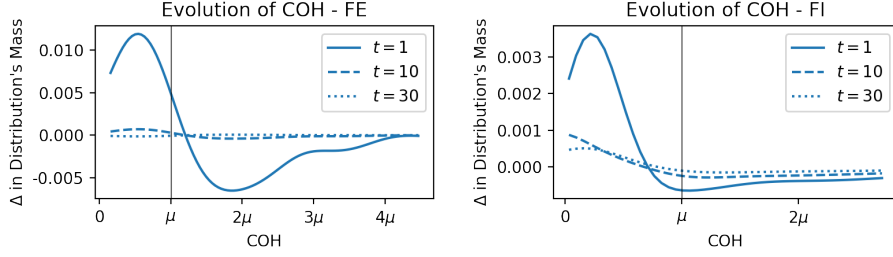 Evolution of COH - FE
Δ in Distribution's Mass
0.010
0.005
0.000
-0.005
t = 1
t = 10
t = 30
0
μ
2μ
3μ
4μ
COH
Evolution of COH - FI
Δ in Distribution's Mass
0.003
0.002
0.001
0.000
t = 1
t = 10
t = 30
0
μ
2μ
COH